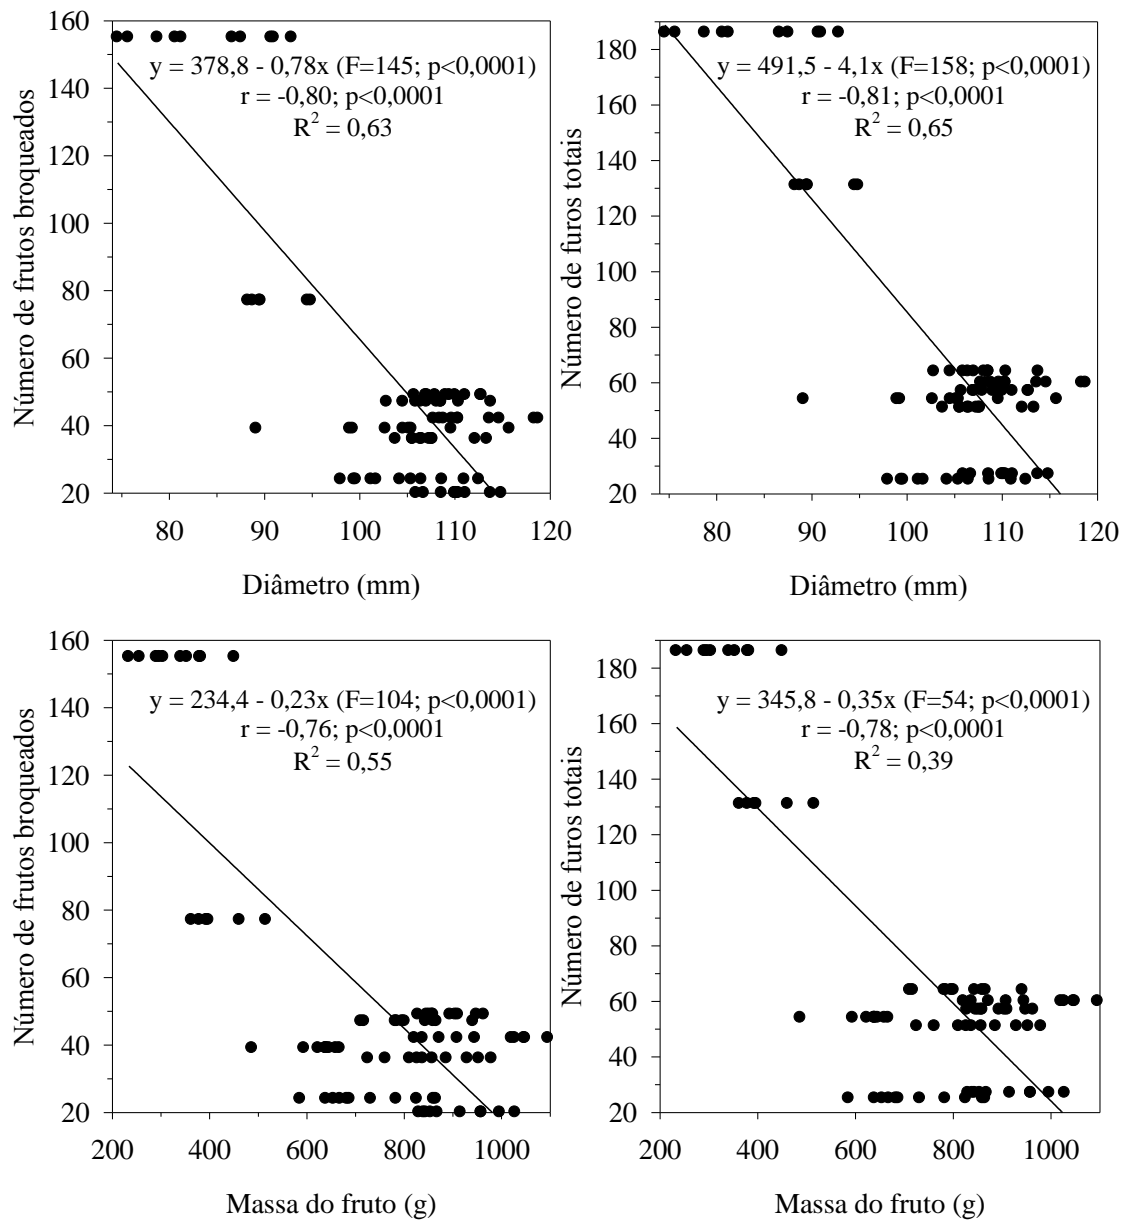 160
140
120
100
80
60
40
20
Número de frutos broqueados
y = 378,8 - 0,78x (F=145; p<0,0001)
r = -0,80; p<0,0001
R² = 0,63
80 90 100 110 120
Diâmetro (mm)
180
160
140
120
100
80
60
40
20
Número de furos totais
y = 491,5 - 4,1x (F=158; p<0,0001)
r = -0,81; p<0,0001
R² = 0,65
80 90 100 110 120
Diâmetro (mm)
160
140
120
100
80
60
40
20
Número de frutos broqueados
y = 234,4 - 0,23x (F=104; p<0,0001)
r = -0,76; p<0,0001
R² = 0,55
200 400 600 800 1000
Massa do fruto (g)
180
160
140
120
100
80
60
40
20
Número de furos totais
y = 345,8 - 0,35x (F=54; p<0,0001)
r = -0,78; p<0,0001
R² = 0,39
200 400 600 800 1000
Massa do fruto (g)